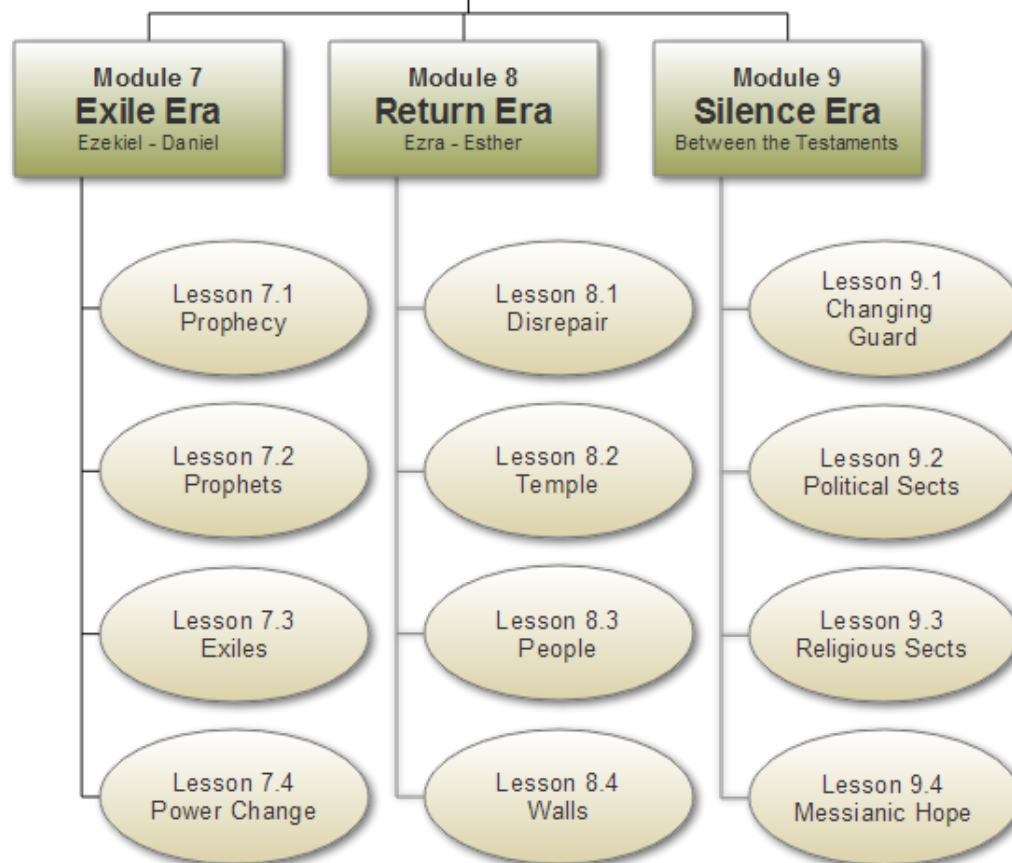 Module 7
Exile Era
Ezekiel - Daniel
Module 8
Return Era
Ezra - Esther
Module 9
Silence Era
Between the Testaments
Lesson 7.1
Prophecy
Lesson 7.2
Prophets
Lesson 7.3
Exiles
Lesson 7.4
Power Change
Lesson 8.1
Disrepair
Lesson 8.2
Temple
Lesson 8.3
People
Lesson 8.4
Walls
Lesson 9.1
Changing
Guard
Lesson 9.2
Political Sects
Lesson 9.3
Religious Sects
Lesson 9.4
Messianic Hope